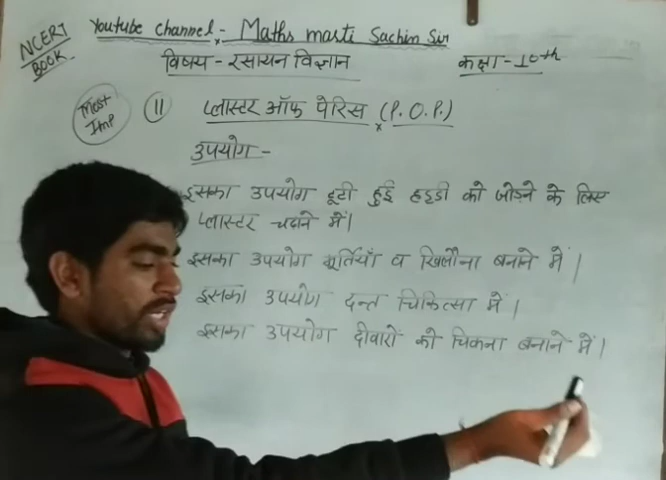 NCERT BOOK.
Youtube channel - Maths masti Sachin Sir
विषय - रसायन विज्ञान कक्षा - 10th
Most Imp 11 प्लास्टर ऑफ पेरिस (P.O.P.)
उपयोग -
इसका उपयोग टूटी हुई हड्डी को जोड़ने के लिए
प्लास्टर चढाने में।
इसका उपयोग मूर्तियाँ व खिलौना बनाने में।
इसका उपयोग दन्त चिकित्सा में।
इसका उपयोग दीवारों को चिकना बनाने में।